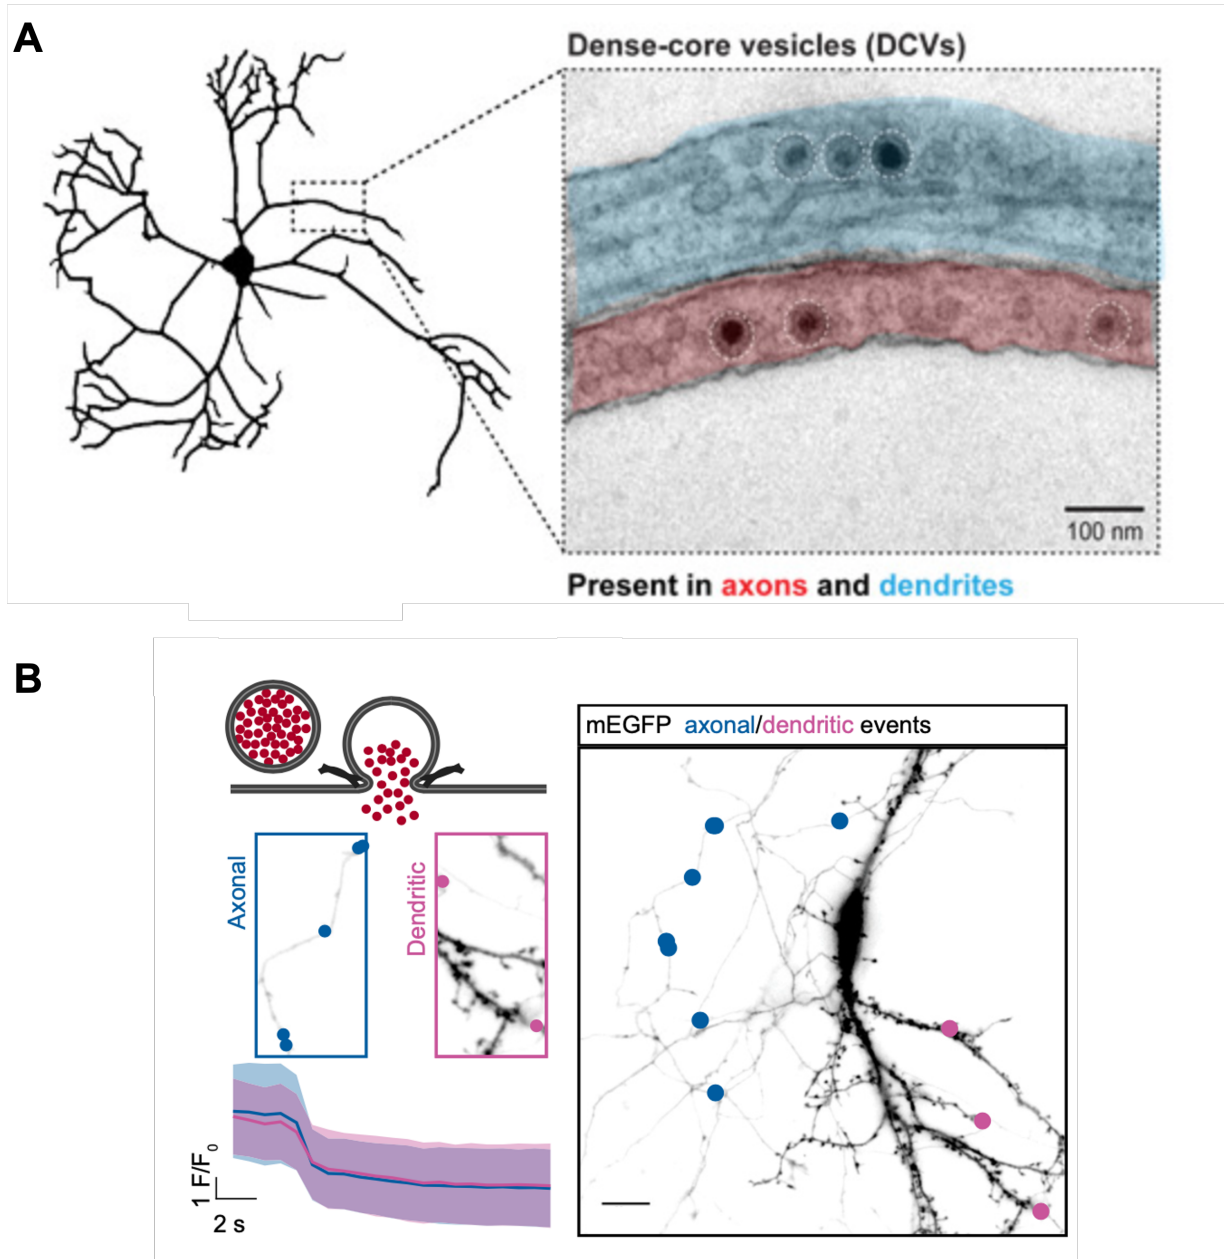 A
Dense-core vesicles (DCVs)
100 nm
Present in axons and dendrites
B
mEGFP axonal/dendritic events
Axonal
Dendritic
1 F/F0
2 s